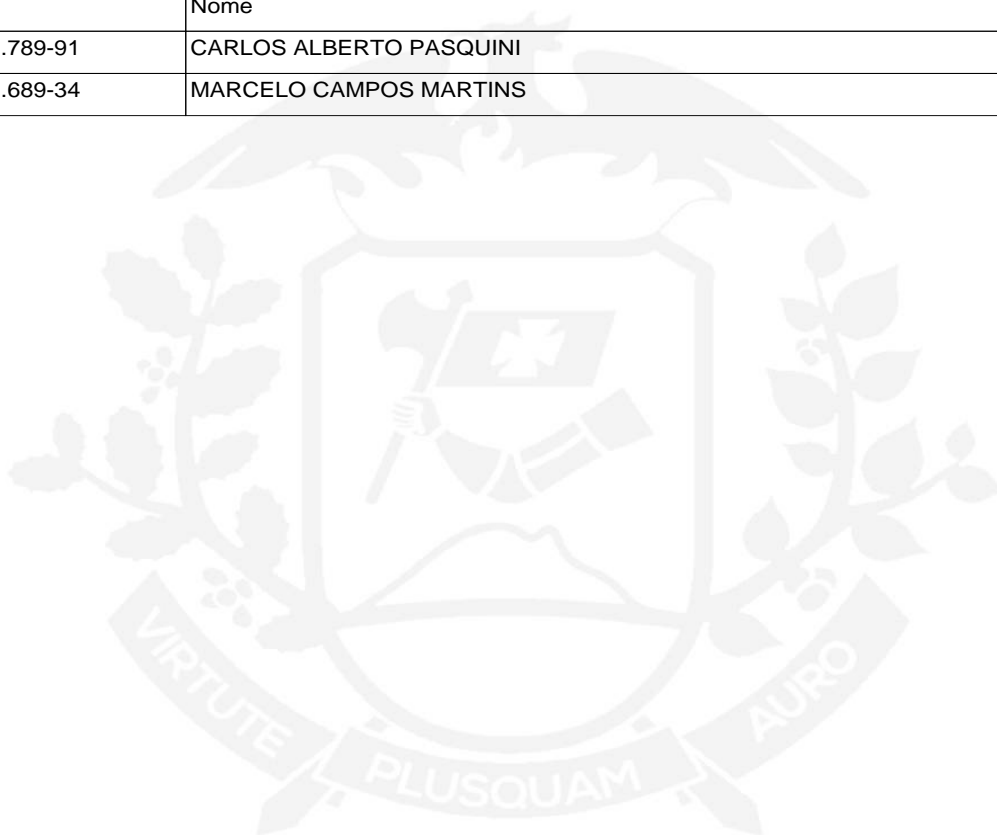 Nome
.789-91 CARLOS ALBERTO PASQUINI
.689-34 MARCELO CAMPOS MARTINS
VIRTUTE PLUSQUAM AURO